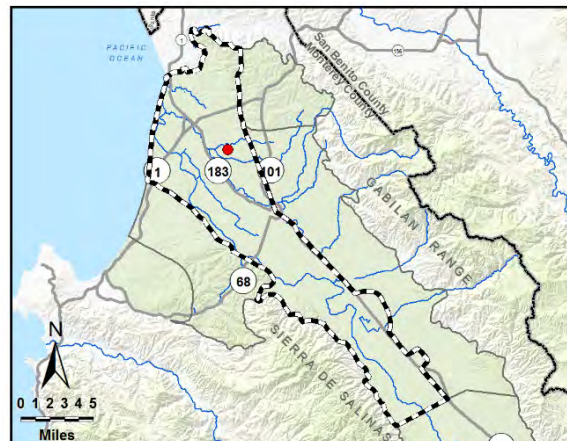 1
PACIFIC
OCEAN
156
San Benito County
Monterey County
1
183
101
GABILAN RANGE
68
SIERRA DE SALINAS
N
0 1 2 3 4 5
Miles